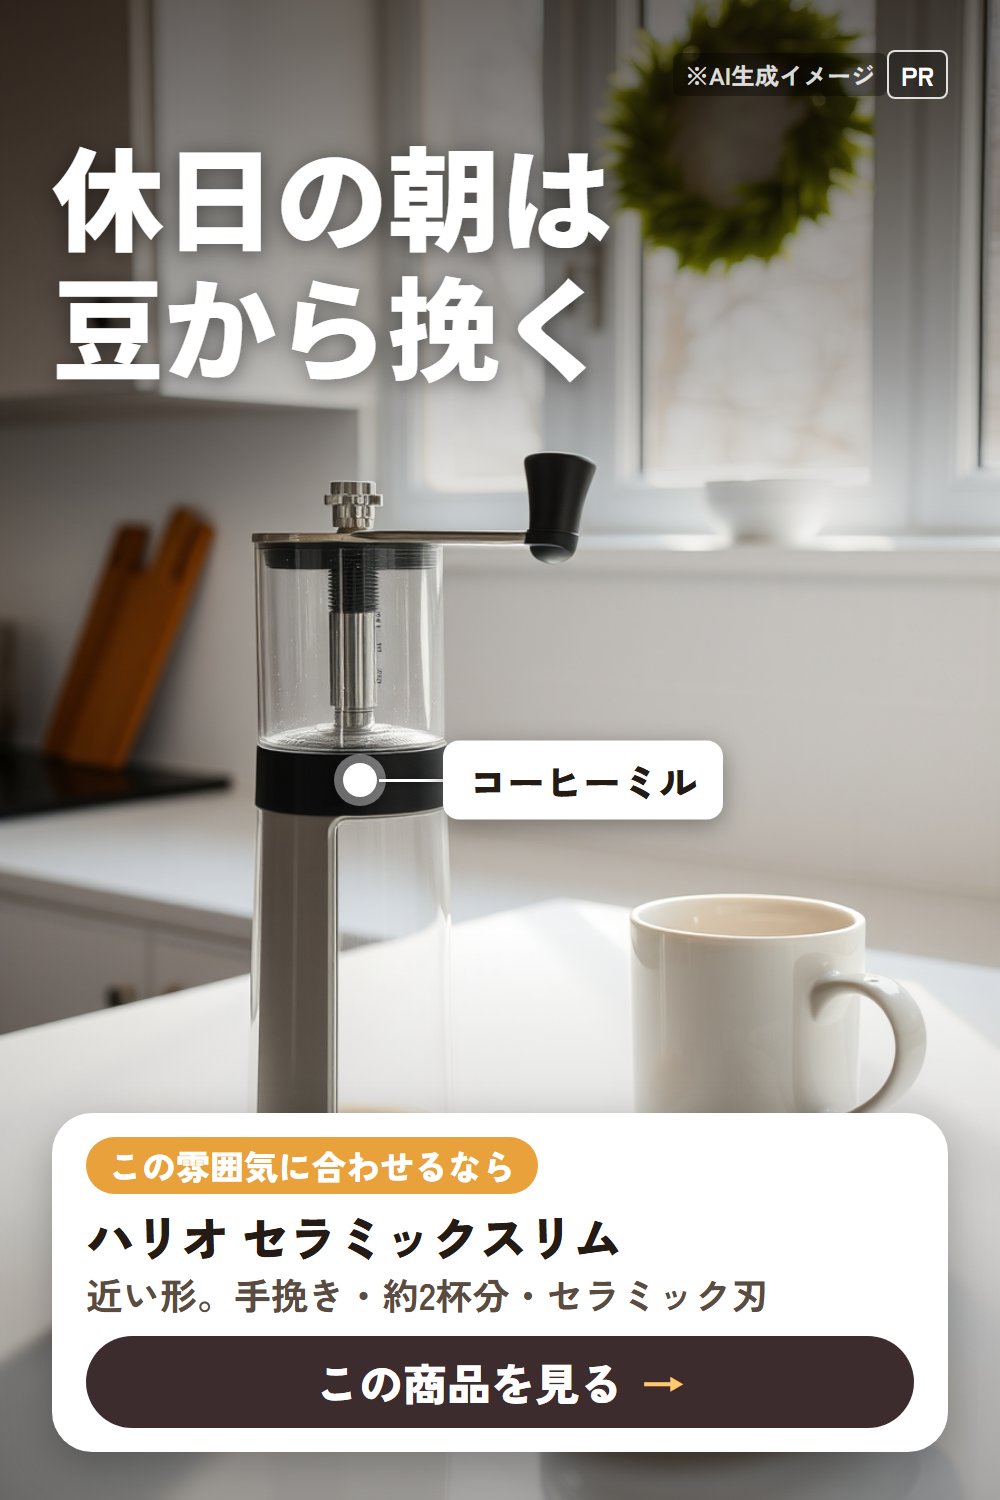 ※AI生成イメージ PR
休日の朝は
豆から挽く
コーヒーミル
この雰囲気に合わせるなら
ハリオ セラミックスリム
近い形。手挽き・約2杯分・セラミック刃
この商品を見る →